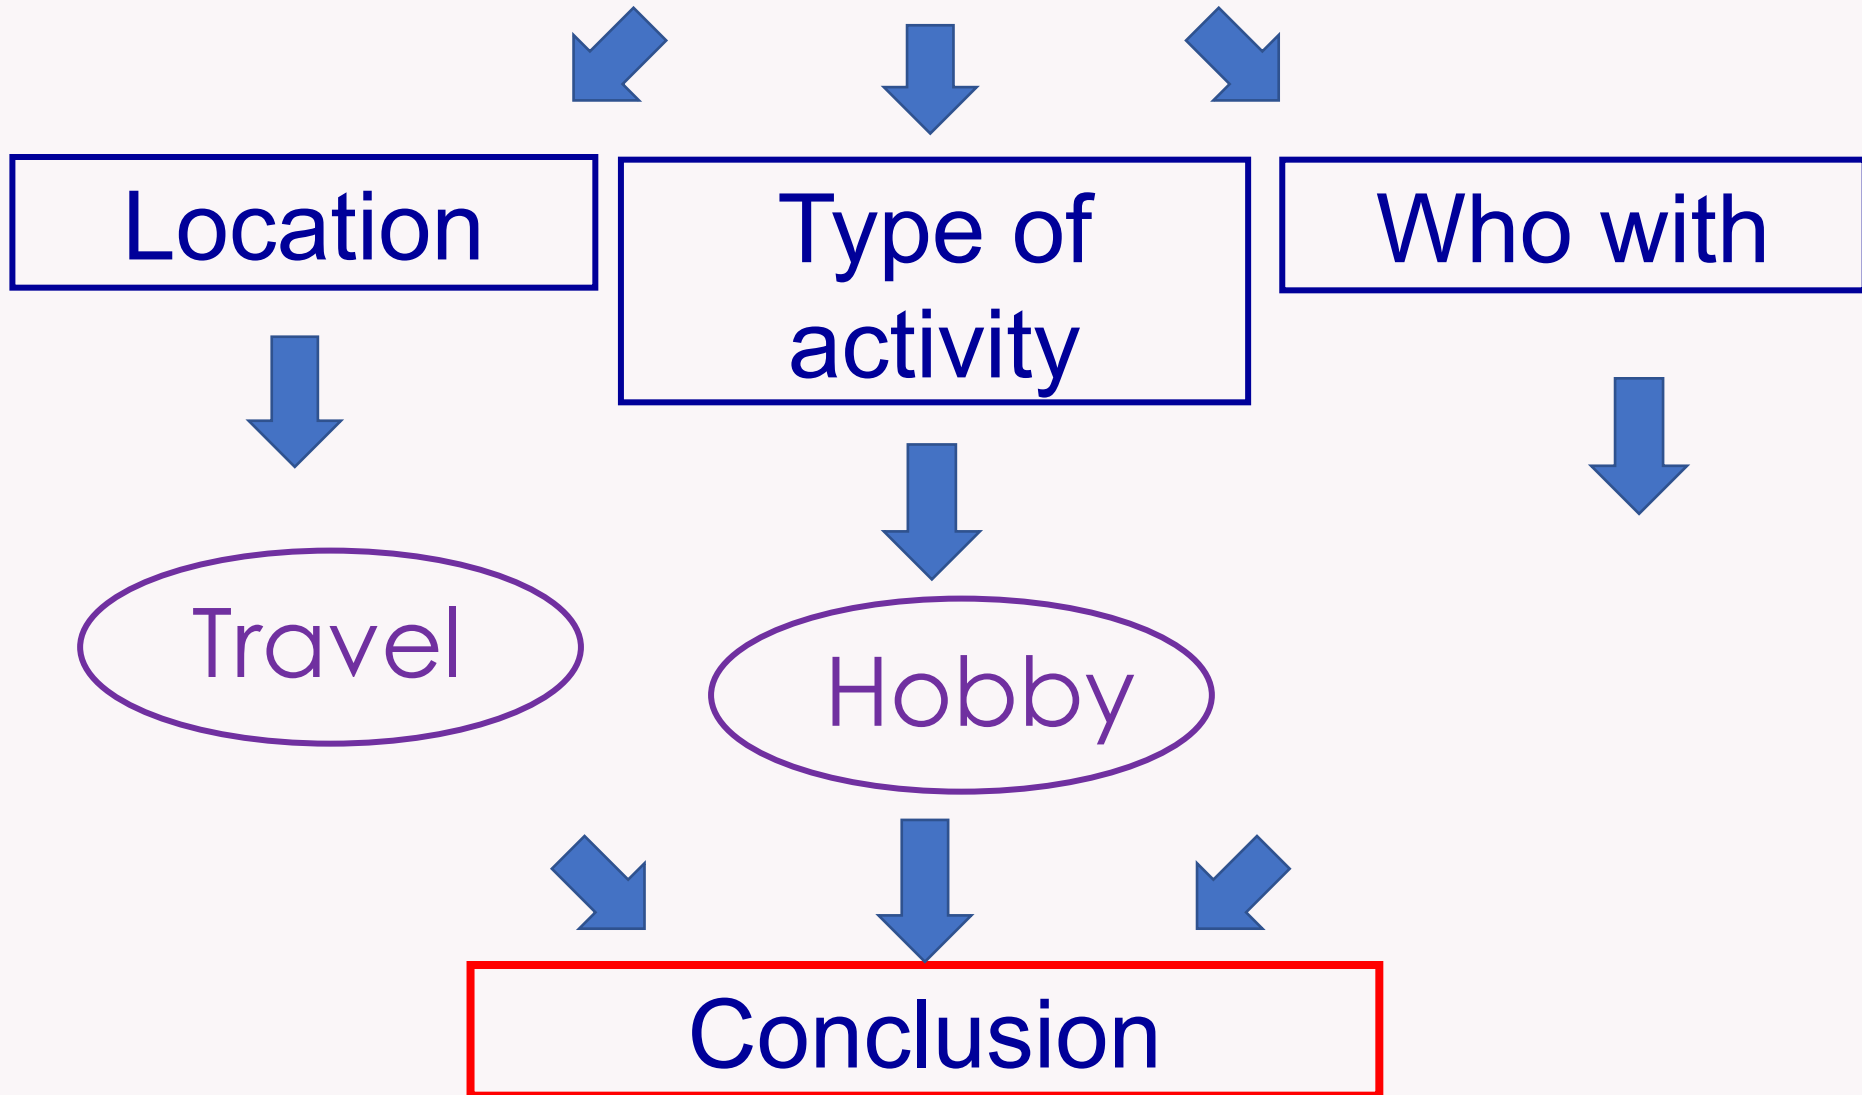 Location
Type of
activity
Who with
Travel
Hobby
Conclusion